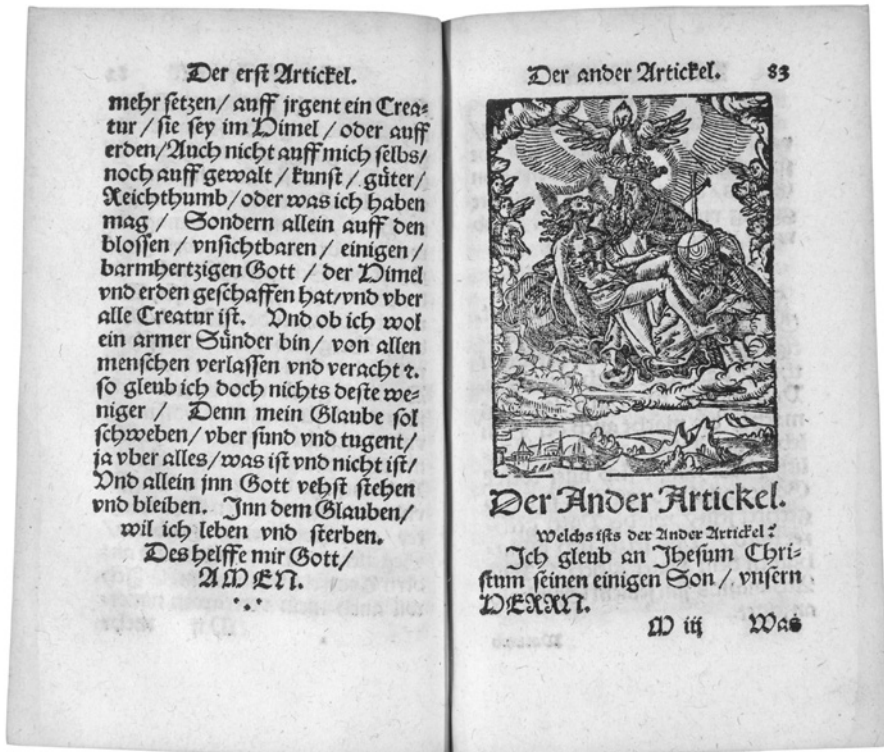 Der erst Artickel.
mehr setzen / auff jrgent ein Crea⸗
tur / sie sey im Himel / oder auff
erden/Auch nicht auff mich selbs/
noch auff gewalt / kunst / güter/
Reichthumb/oder was ich haben
mag / Sondern allein auff den
blossen / vnsichtbaren / einigen /
barmhertzigen Gott / der Himel
vnd erden geschaffen hat/vnd vber
alle Creatur ist. Vnd ob ich wol
ein armer Sünder bin/ von allen
menschen verlassen vnd veracht ꝛc.
so gleub ich doch nichts deste we⸗
niger / Denn mein Glaube sol
schweben/ vber sund vnd tugent/
ja vber alles/was ist vnd nicht ist/
Vnd allein jnn Gott vehst stehen
vnd bleiben. Jnn dem Glauben/
wil ich leben vnd sterben.
Des helffe mir Gott/
AMEN.
Der ander Artickel. 83
Der Ander Artickel.
Welchs ists der Ander Artickel?
Ich gleub an Jhesum Chri⸗
stum seinen einigen Son / vnsern
HERRN.
M iij Was